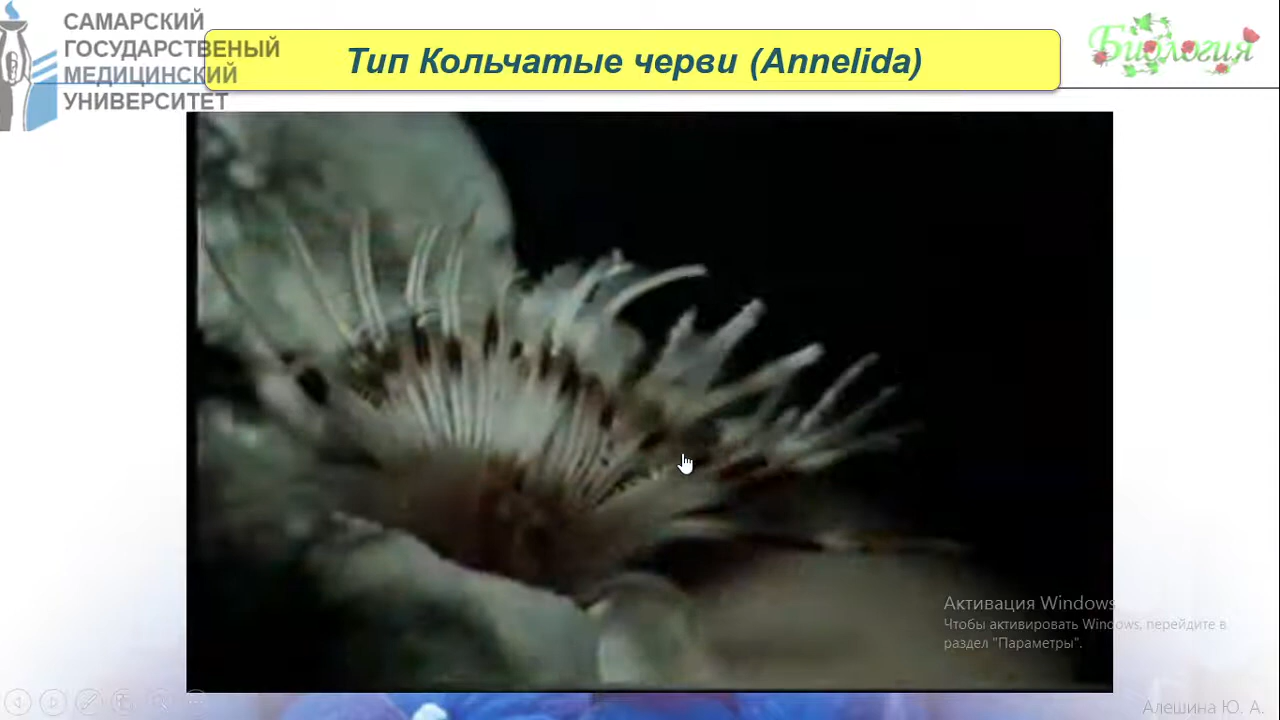 САМАРСКИЙ
ГОСУДАРСТВЕНЫЙ
МЕДИЦИНСКИЙ
УНИВЕРСИТЕТ
Тип Кольчатые черви (Annelida)
Биология
Активация Windows
Чтобы активировать Windows, перейдите в
раздел "Параметры".
Алешина Ю. А.